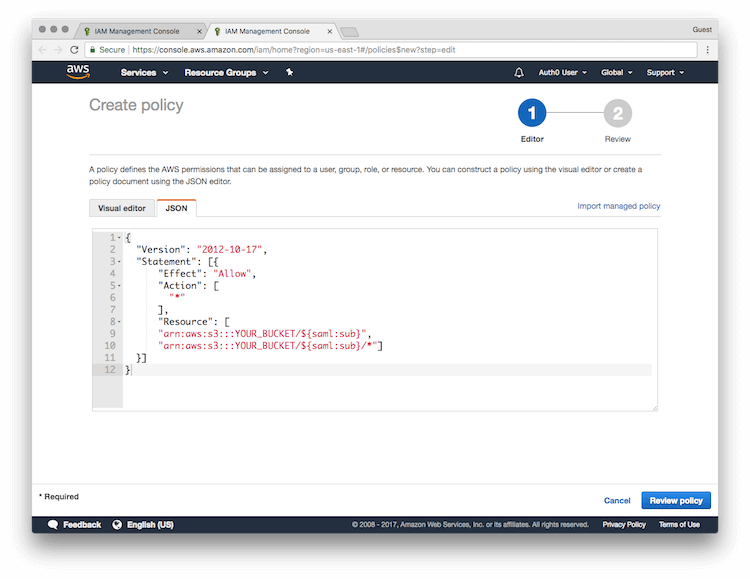 IAM Management Console
IAM Management Console
Guest
Secure https://console.aws.amazon.com/iam/home?region=us-east-1#/policies$new?step=edit
aws Services Resource Groups Auth0 User Global Support
Create policy
1 2
Editor Review
A policy defines the AWS permissions that can be assigned to a user, group, role, or resource. You can construct a policy using the visual editor or create a
policy document using the JSON editor.
Visual editor JSON Import managed policy
1 {
2 "Version": "2012-10-17",
3 "Statement": [{
4 "Effect": "Allow",
5 "Action": [
6 "*"
7 ],
8 "Resource": [
9 "arn:aws:s3:::YOUR_BUCKET/${saml:sub}",
10 "arn:aws:s3:::YOUR_BUCKET/${saml:sub}/*"]
11 }]
12 }
* Required
Cancel Review policy
Feedback English (US) © 2008 - 2017, Amazon Web Services, Inc. or its affiliates. All rights reserved. Privacy Policy Terms of Use